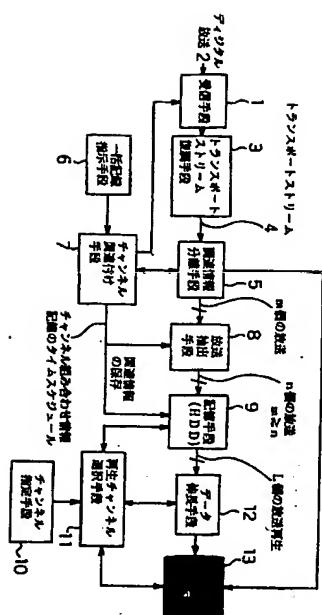 ディジタル
放送2
1
受信手段
トランスポートストリーム
3
トランスポート
ストリーム
復調手段
4
関連情報
分離手段
5
m個の放送
8
放送
抽出
手段
n個の放送
m≧n
9
記憶手段
(HDD)
L個の放送再生
12
データ
伸長手段
13
一括記録
指示手段
6
チャンネル
関連付け
手段
7
関連情報
の保存
チャンネル組み合わせ情報
記録のタイムスケジュール
再生チャンネル
選択手段
11
チャンネル
指定手段
10